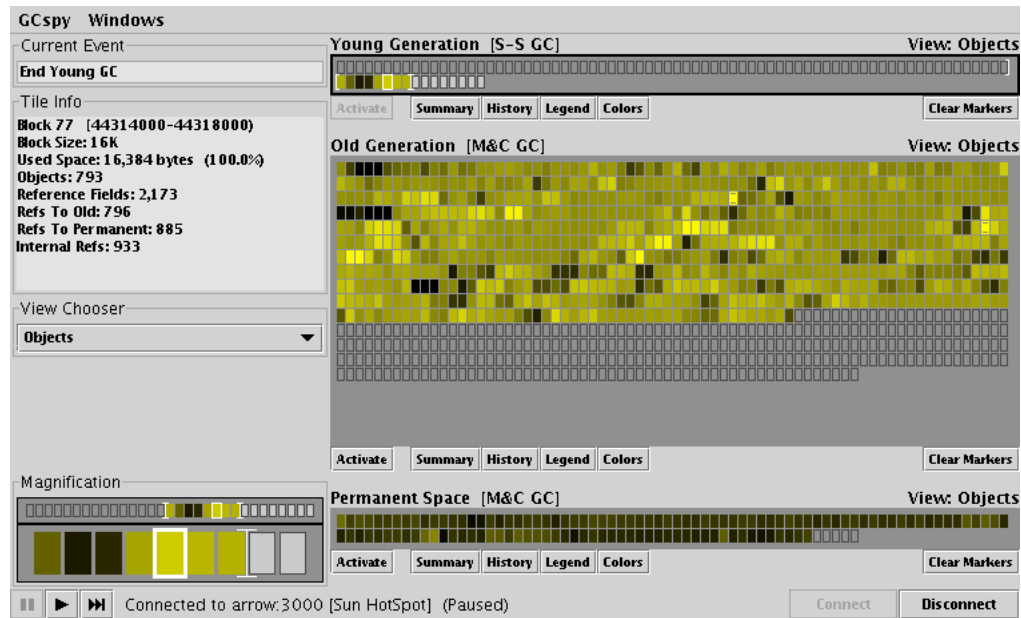 GCspy Windows
Current Event
End Young GC
Tile Info
Block 77 [44314000-44318000)
Block Size: 16K
Used Space: 16,384 bytes (100.0%)
Objects: 793
Reference Fields: 2,173
Refs To Old: 796
Refs To Permanent: 885
Internal Refs: 933
View Chooser
Objects
Magnification
Young Generation [S-S GC] View: Objects
Activate Summary History Legend Colors Clear Markers
Old Generation [M&C GC] View: Objects
Activate Summary History Legend Colors Clear Markers
Permanent Space [M&C GC] View: Objects
Activate Summary History Legend Colors Clear Markers
Connected to arrow:3000 [Sun HotSpot] (Paused) Connect Disconnect